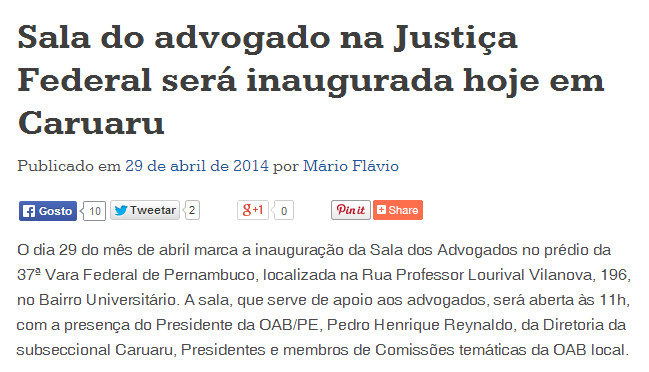 Sala do advogado na Justiça
Federal será inaugurada hoje em
Caruaru
Publicado em 29 de abril de 2014 por Mário Flávio
Gosto 10 Tweetar 2 g+1 0 Pinit Share
O dia 29 do mês de abril marca a inauguração da Sala dos Advogados no prédio da
37ª Vara Federal de Pernambuco, localizada na Rua Professor Lourival Vilanova, 196,
no Bairro Universitário. A sala, que serve de apoio aos advogados, será aberta às 11h,
com a presença do Presidente da OAB/PE, Pedro Henrique Reynaldo, da Diretoria da
subseccional Caruaru, Presidentes e membros de Comissões temáticas da OAB local.